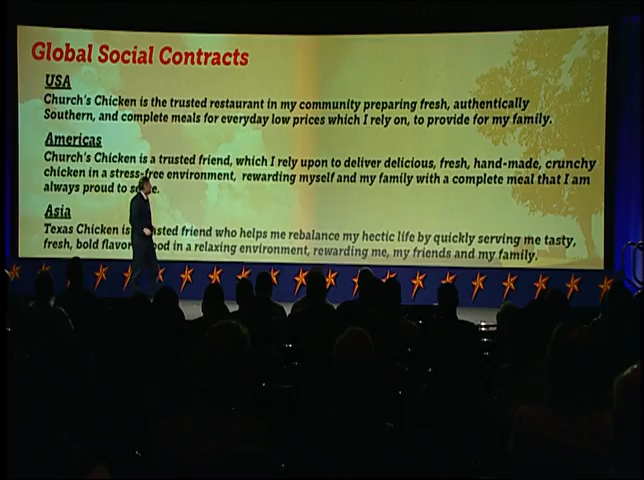 Global Social Contracts
USA
Church's Chicken is the trusted restaurant in my community preparing fresh, authentically
Southern, and complete meals for everyday low prices which I rely on, to provide for my family.
Americas
Church's Chicken is a trusted friend, which I rely upon to deliver delicious, fresh, hand-made, crunchy
chicken in a stress-free environment, rewarding myself and my family with a complete meal that I am
always proud to
Asia
Texas Chicken is friend who helps me rebalance my hectic life by quickly serving me tasty,
fresh, bold in a relaxing environment, rewarding me, my friends and my family.